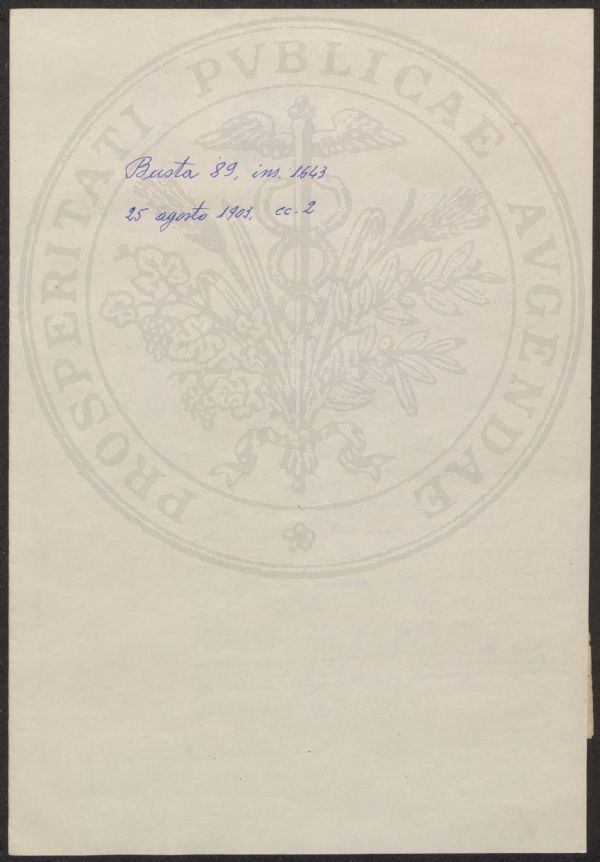 PROSPERITATI PVBLICAE AVGENDAE
Busta 89, ins. 1643
25 agosto 1903, cc. 2